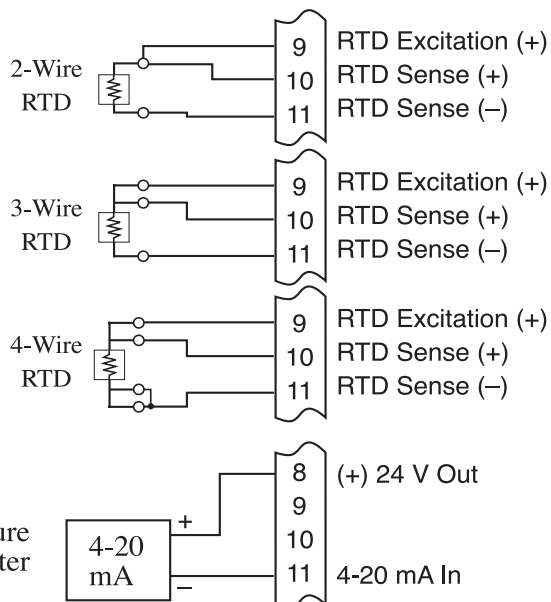 2-Wire
RTD
9 RTD Excitation (+)
10 RTD Sense (+)
11 RTD Sense (–)
3-Wire
RTD
9 RTD Excitation (+)
10 RTD Sense (+)
11 RTD Sense (–)
4-Wire
RTD
9 RTD Excitation (+)
10 RTD Sense (+)
11 RTD Sense (–)
ure
ter
4-20
mA
+
–
8 (+) 24 V Out
9
10
11 4-20 mA In